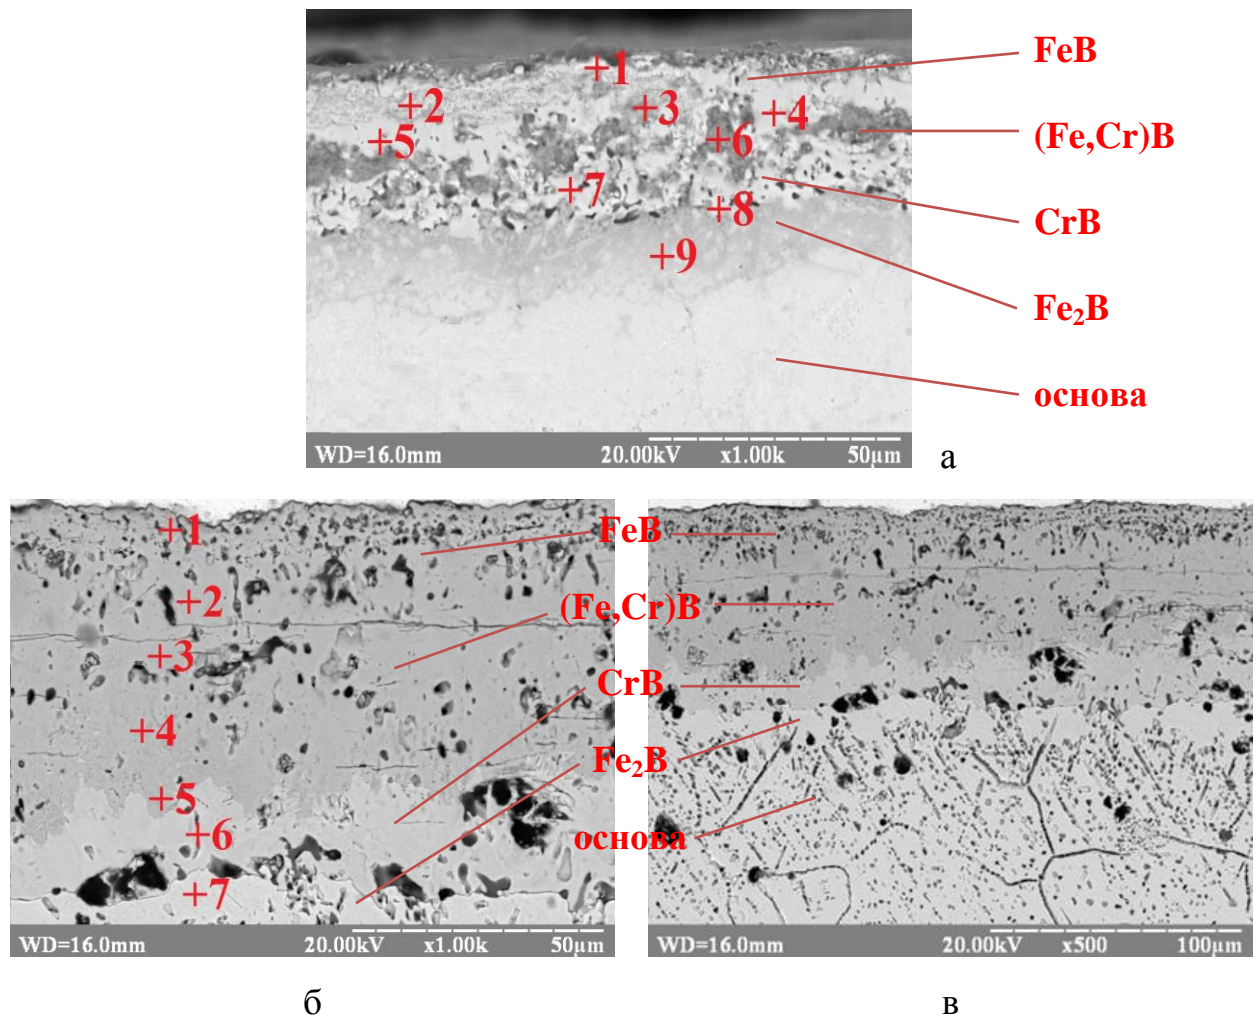 FeB
+1
+2
+3
+4
(Fe,Cr)B
+5
+6
+7
CrB
+8
+9
Fe₂B
основа
WD=16.0mm 20.00kV x1.00k 50µm
а
+1
FeB
+2
(Fe,Cr)B
+3
CrB
+4
Fe₂B
+5
+6
основа
+7
WD=16.0mm 20.00kV x1.00k 50µm
WD=16.0mm 20.00kV x500 100µm
б
в